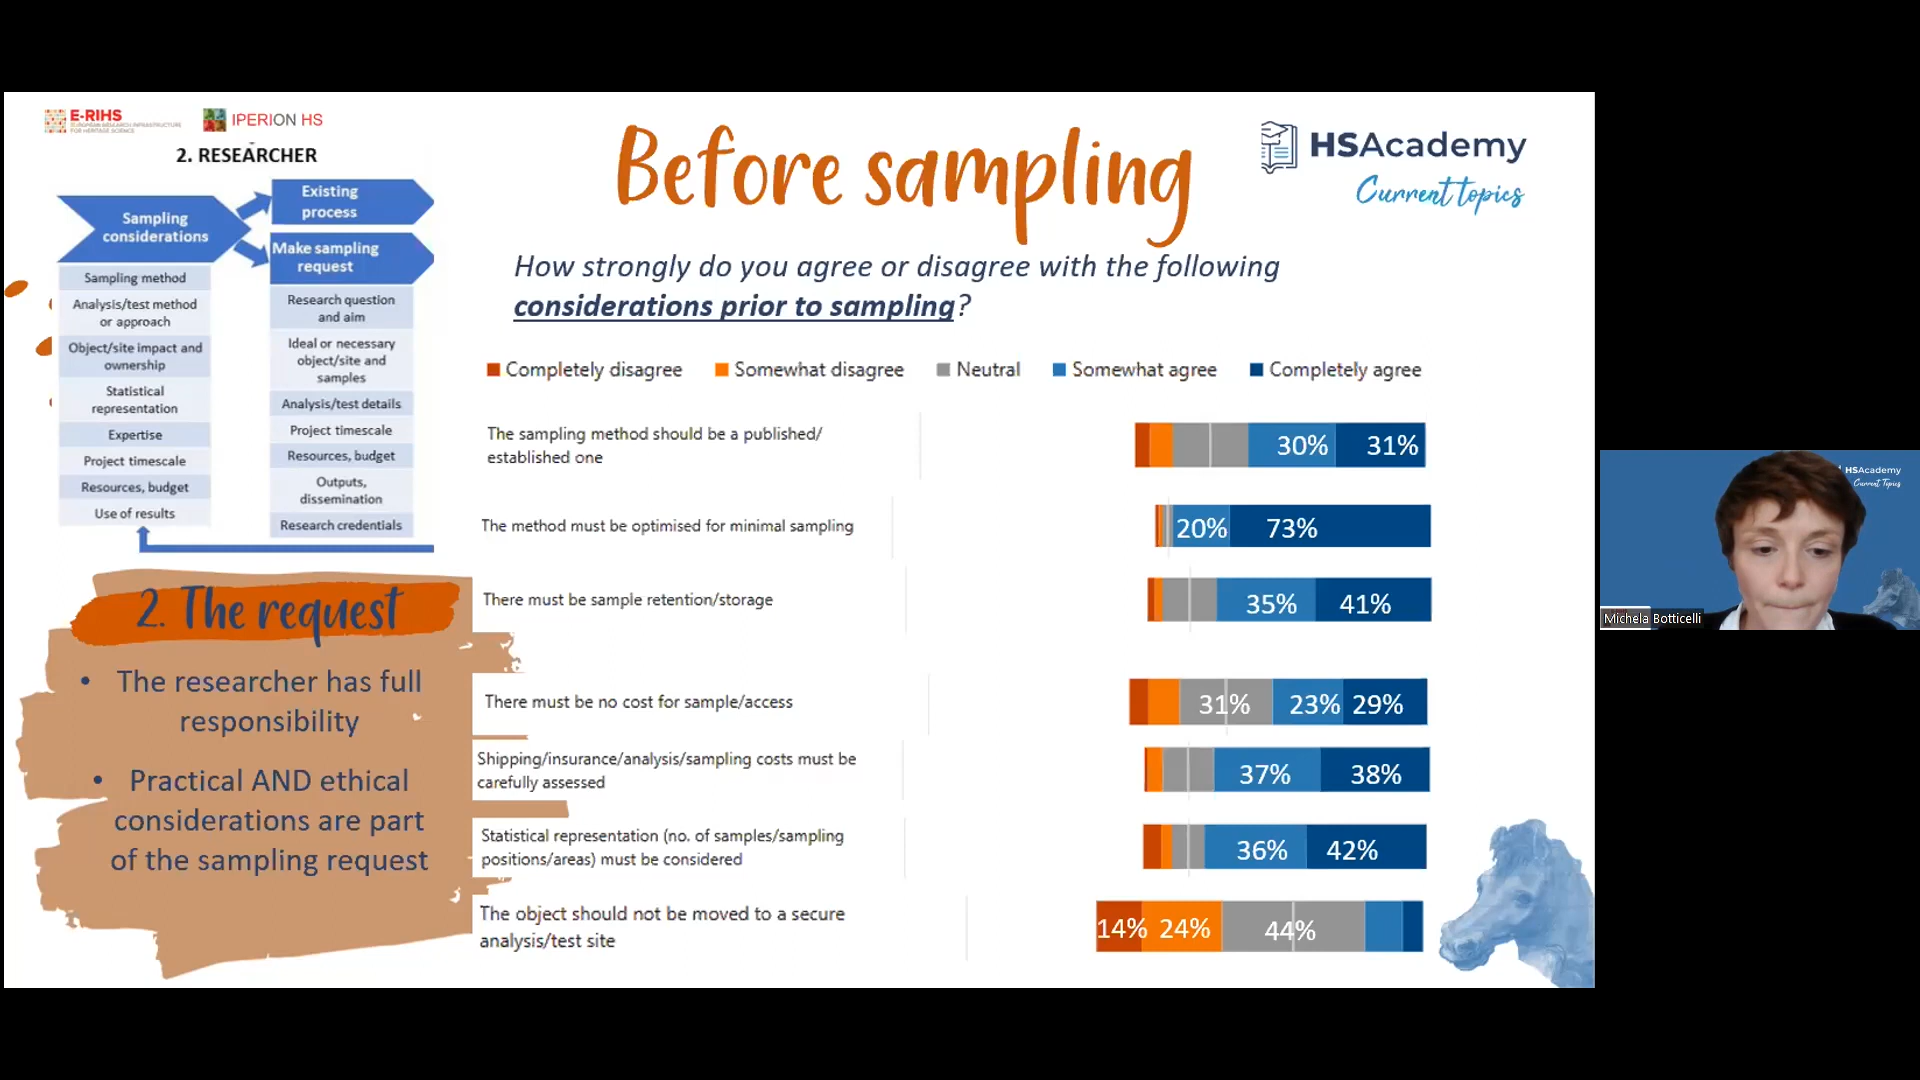 E-RIHS
EUROPEAN RESEARCH INFRASTRUCTURE
FOR HERITAGE SCIENCE
IPERION HS
2. RESEARCHER
Sampling
considerations
Sampling method
Analysis/test method
or approach
Object/site impact and
ownership
Statistical
representation
Expertise
Project timescale
Resources, budget
Use of results
Existing
process
Make sampling
request
Research question
and aim
Ideal or necessary
object/site and
samples
Analysis/test details
Project timescale
Resources, budget
Outputs,
dissemination
Research credentials
2. The request
• The researcher has full
responsibility
• Practical AND ethical
considerations are part
of the sampling request
Before sampling
HSAcademy
Current topics
How strongly do you agree or disagree with the following
considerations prior to sampling?
Completely disagree Somewhat disagree Neutral Somewhat agree Completely agree
The sampling method should be a published/
established one
30% 31%
The method must be optimised for minimal sampling
20% 73%
There must be sample retention/storage
35% 41%
There must be no cost for sample/access
31% 23% 29%
Shipping/insurance/analysis/sampling costs must be
carefully assessed
37% 38%
Statistical representation (no. of samples/sampling
positions/areas) must be considered
36% 42%
The object should not be moved to a secure
analysis/test site
14% 24% 44%
HSAcademy
Current Topics
Michela Botticelli